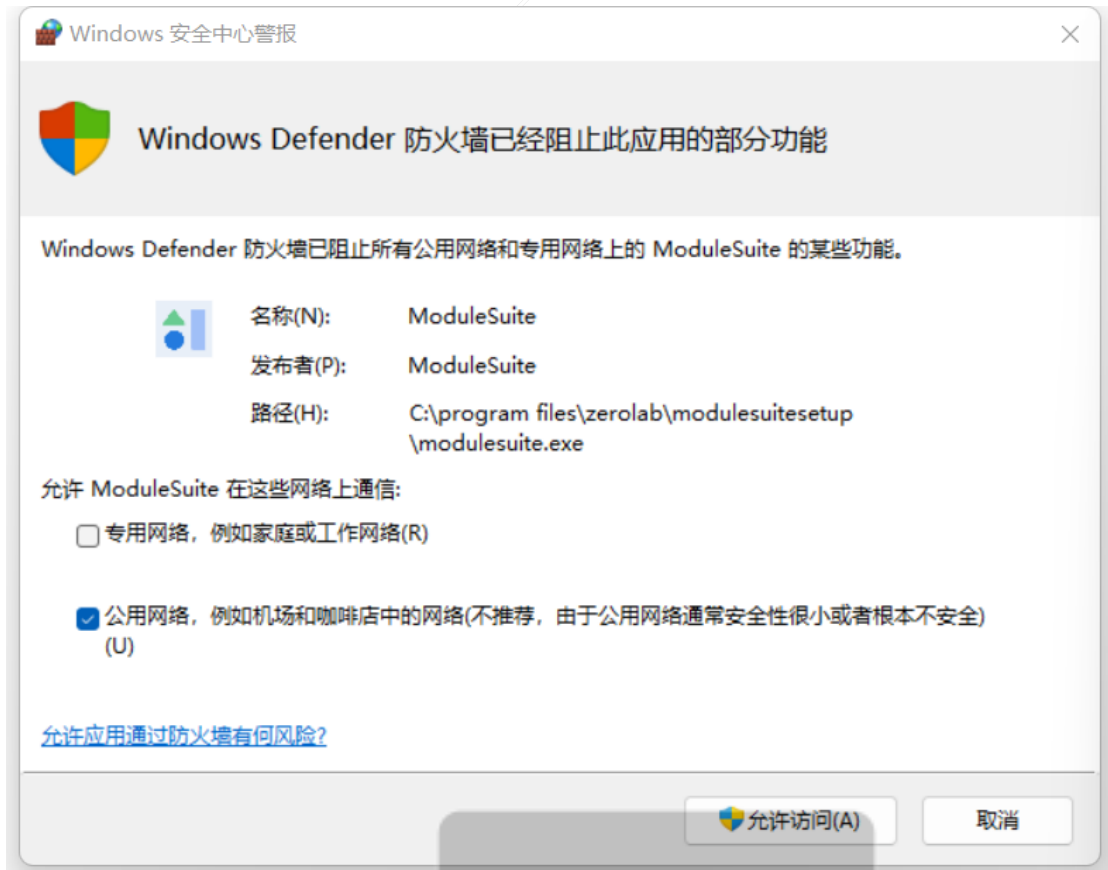 Windows 安全中心警报
Windows Defender 防火墙已经阻止此应用的部分功能
Windows Defender 防火墙已阻止所有公用网络和专用网络上的 ModuleSuite 的某些功能。
名称(N): ModuleSuite
发布者(P): ModuleSuite
路径(H): C:\program files\zerolab\modulesuitesetup
\modulesuite.exe
允许 ModuleSuite 在这些网络上通信:
专用网络，例如家庭或工作网络(R)
公用网络，例如机场和咖啡店中的网络(不推荐，由于公用网络通常安全性很小或者根本不安全)
(U)
允许应用通过防火墙有何风险?
允许访问(A) 取消